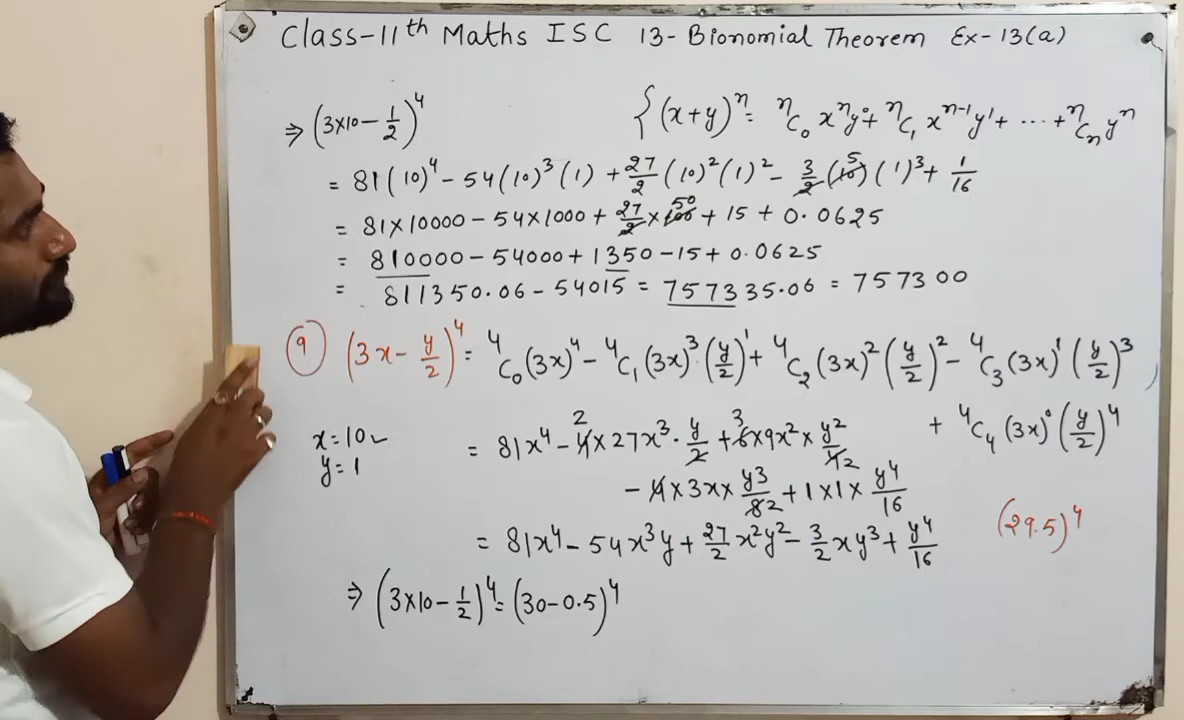 Class-11th Maths ISC 13- Bionomial Theorem Ex-13(a)
⇒ (3×10 - 1/2)^4 {(x+y)^n = nC0 x^n y^0 + nC1 x^(n-1) y^1 + ... + nCn y^n
= 81(10)^4 - 54(10)^3 (1) + 27/2 (10)^2 (1)^2 - 3/2 (10) 5 (1)^3 + 1/16
= 81×10000 - 54×1000 + 27/2 × 100 50 + 15 + 0.0625
= 810000 - 54000 + 1350 - 15 + 0.0625
= 811350.06 - 54015 = 757335.06 = 757300
9 (3x - y/2)^4 = 4C0 (3x)^4 - 4C1 (3x)^3 (y/2)^1 + 4C2 (3x)^2 (y/2)^2 - 4C3 (3x)^1 (y/2)^3
+ 4C4 (3x)^0 (y/2)^4
x=10
y=1
= 81x^4 - 4 2 × 27x^3 · y/2 + 6 3 × 9x^2 × y^2/4 2
- 4 × 3x × y^3/8 2 + 1×1× y^4/16
= 81x^4 - 54x^3y + 27/2 x^2y^2 - 3/2 xy^3 + y^4/16
(29.5)^4
⇒ (3×10 - 1/2)^4 = (30-0.5)^4